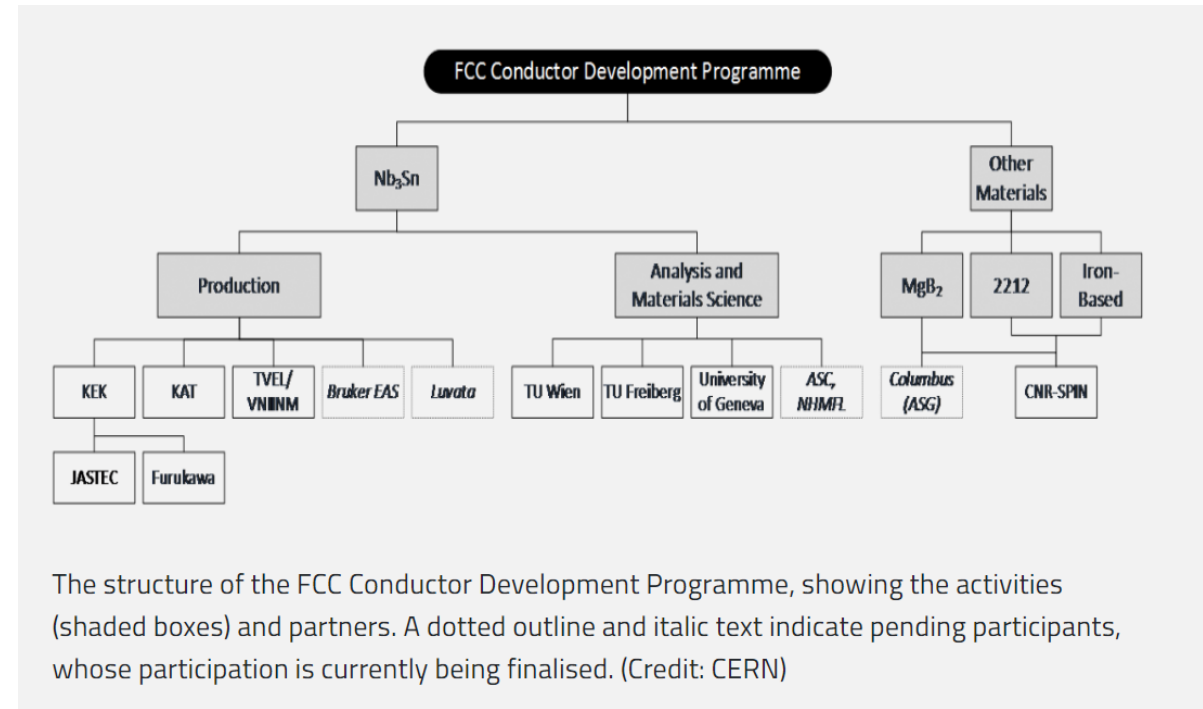 FCC Conductor Development Programme
Nb₃Sn
Other
Materials
Production
Analysis and
Materials Science
MgB₂
2212
Iron-
Based
KEK
KAT
TVEL/
VNIINM
Bruker EAS
Luvata
TU Wien
TU Freiberg
University
of Geneva
ASC,
NHMFL
Columbus
(ASG)
CNR-SPIN
JASTEC
Furukawa
The structure of the FCC Conductor Development Programme, showing the activities
(shaded boxes) and partners. A dotted outline and italic text indicate pending participants,
whose participation is currently being finalised. (Credit: CERN)